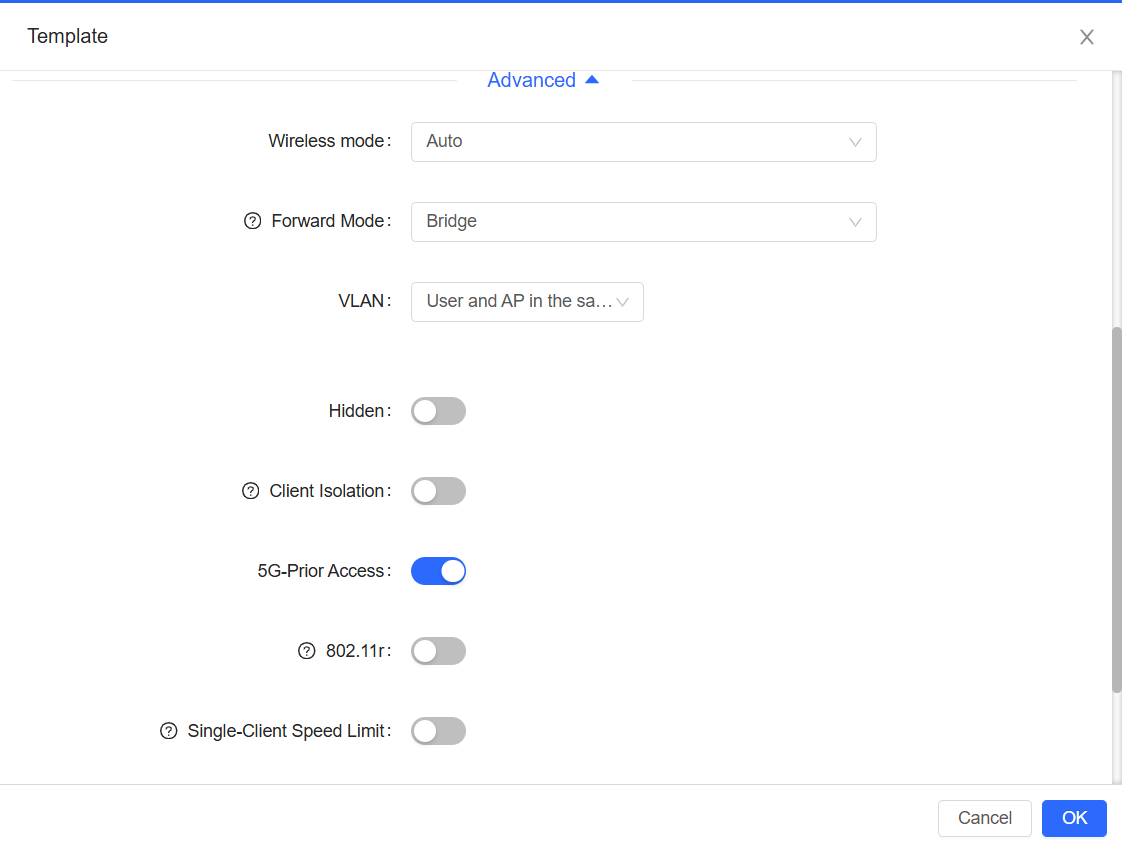 Template
Advanced
Wireless mode: Auto
? Forward Mode: Bridge
VLAN: User and AP in the sa...
Hidden:
? Client Isolation:
5G-Prior Access:
? 802.11r:
? Single-Client Speed Limit:
Cancel OK